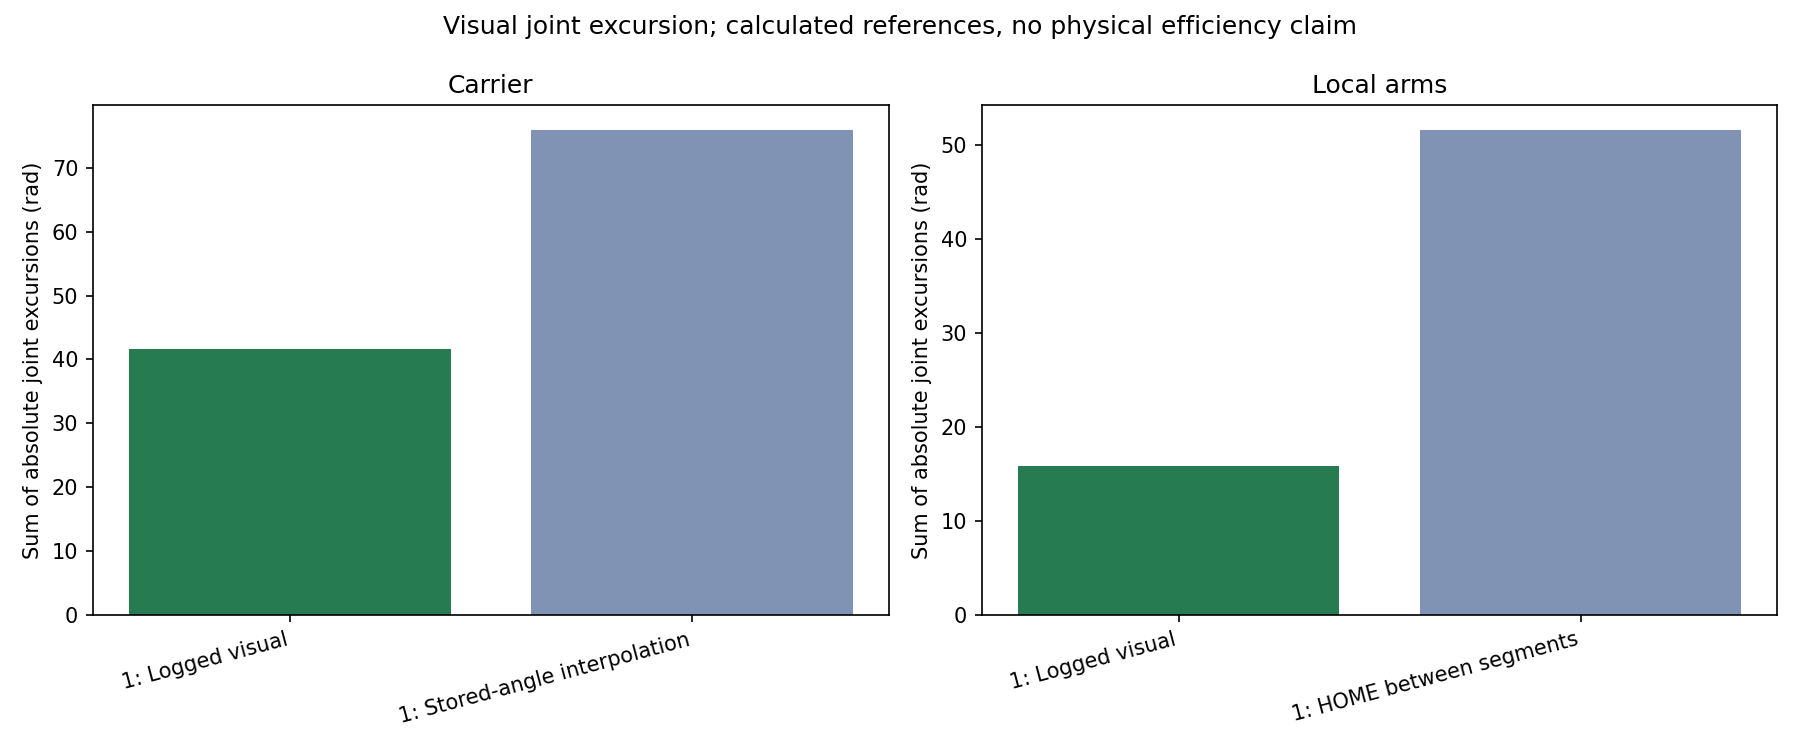 Visual joint excursion; calculated references, no physical efficiency claim
Carrier
Sum of absolute joint excursions (rad)
70
60
50
40
30
20
10
0
1: Logged visual
1: Stored-angle interpolation
Local arms
Sum of absolute joint excursions (rad)
50
40
30
20
10
0
1: Logged visual
1: HOME between segments